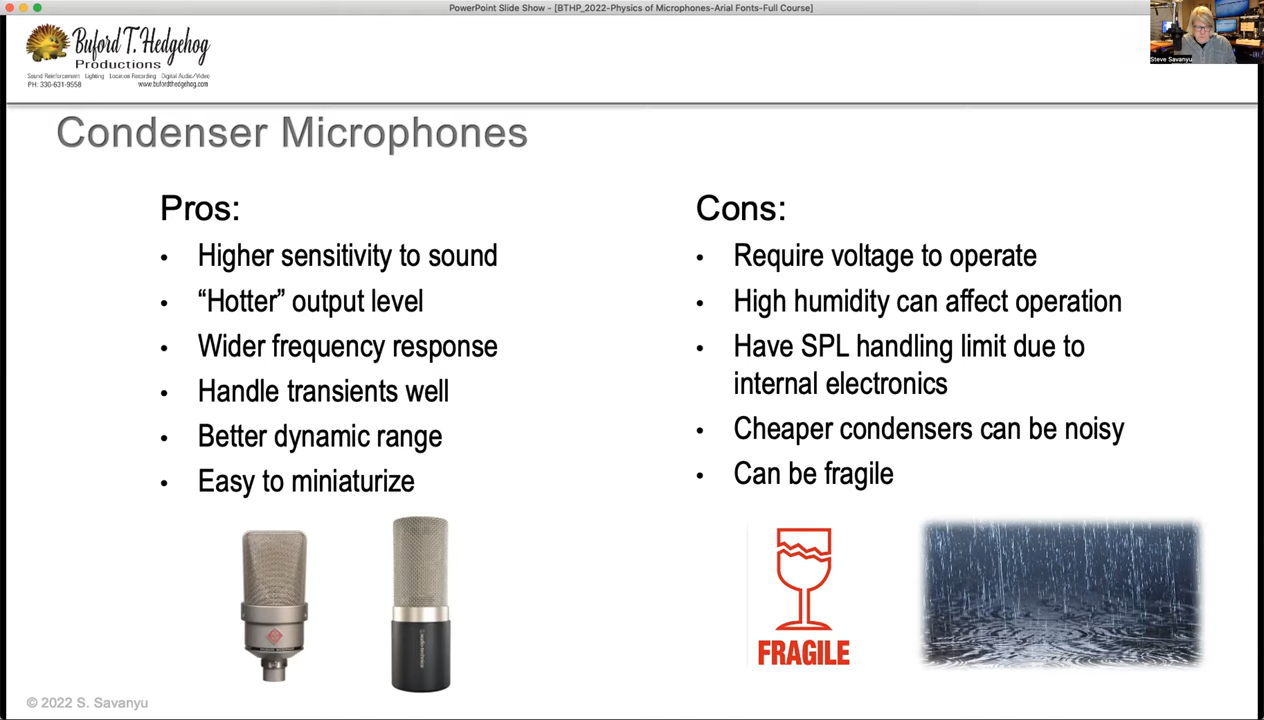 PowerPoint Slide Show - [BTHP_2022-Physics of Microphones-Arial Fonts-Full Course]
Buford T. Hedgehog
Productions
Sound Reinforcement Lighting Location Recording Digital Audio/Video
PH: 330-631-9558 www.bufordthedgehog.com
Steve Savanyu
Condenser Microphones
Pros:
• Higher sensitivity to sound
• “Hotter” output level
• Wider frequency response
• Handle transients well
• Better dynamic range
• Easy to miniaturize
Cons:
• Require voltage to operate
• High humidity can affect operation
• Have SPL handling limit due to
internal electronics
• Cheaper condensers can be noisy
• Can be fragile
audio-technica
FRAGILE
© 2022 S. Savanyu